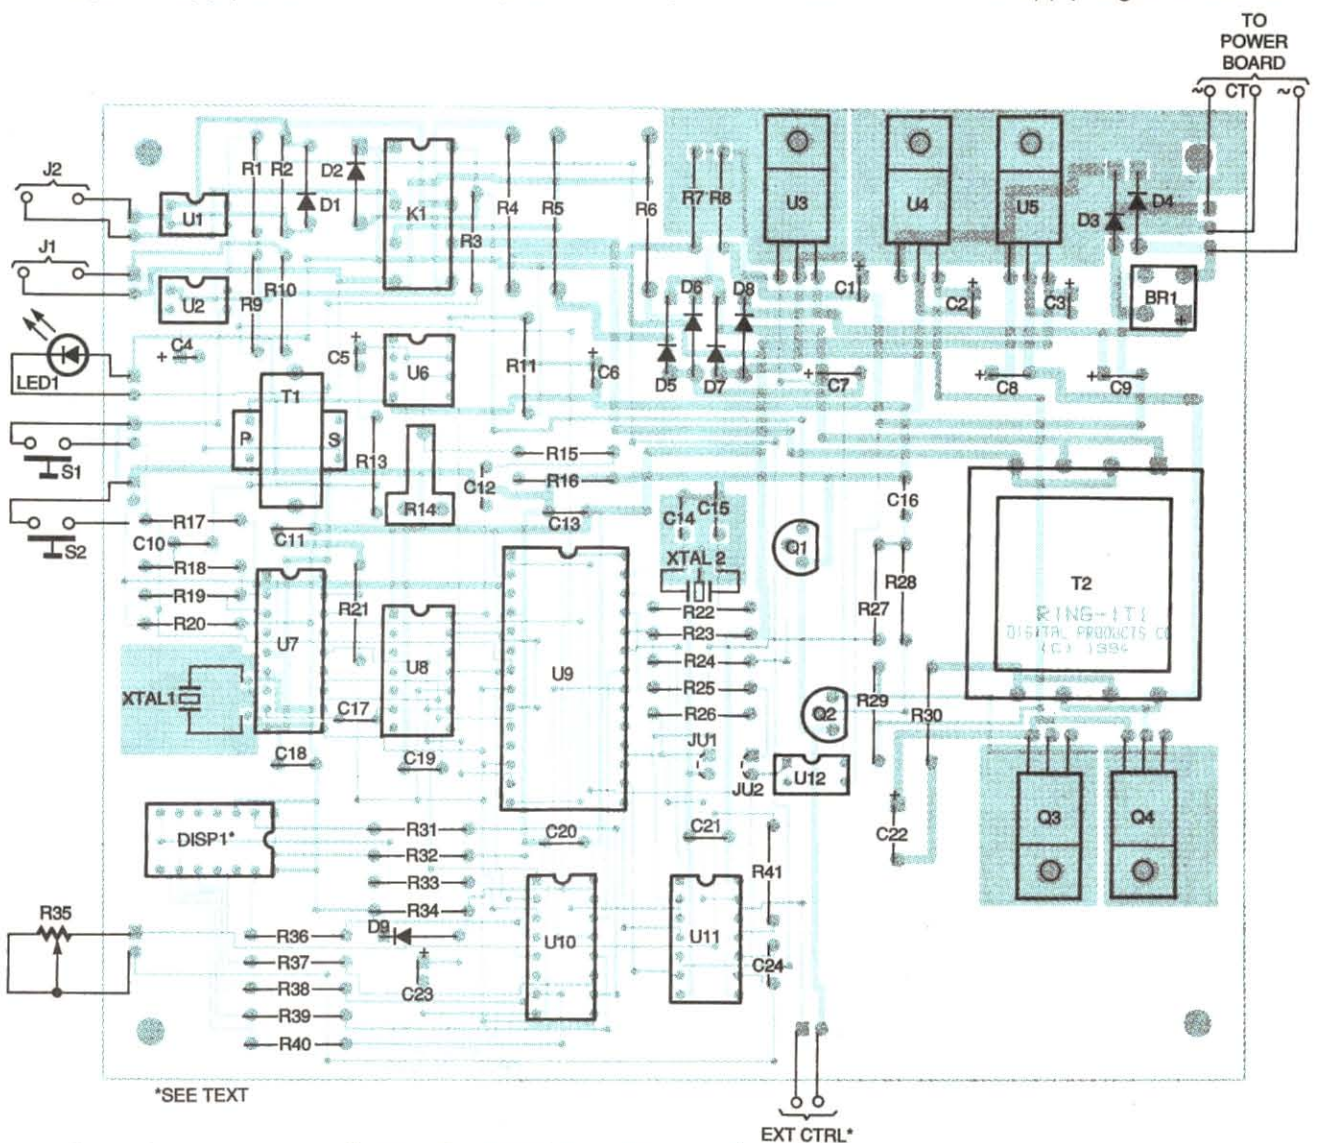 TO
POWER
BOARD
~ CT ~
J2
R1 R2 D2
D1
U1
K1
R3
R4 R5 R6 R7 R8
U3 U4 U5
D3 D4
J1
U2
R9 R10
D6 D8
C1 C2 C3
BR1
+
LED1
+ C4
+ C5
U6
R11
+ C6
D5 D7
+ C7
+ C8
+ C9
T1
P S
S1
R13
R14
C12
R15
R16
C13
C14 C15
C16
S2
R17
C10
C11
R18
R19
R20
U7
R21
U8
U9
XTAL 2
Q1
R22
R23
R24
R25
R26
R27 R28
T2
RING-IT!
DIGITAL PRODUCTS CO
(C) 1994
XTAL1
C17
C18
C19
JU1
JU2
Q2
U12
R29
R30
Q3 Q4
+
C22
DISP1*
R31
R32
R33
R34
C20
C21
R41
R35
R36
R37
R38
R39
R40
D9
+
C23
U10
U11
C24
*SEE TEXT
EXT CTRL*